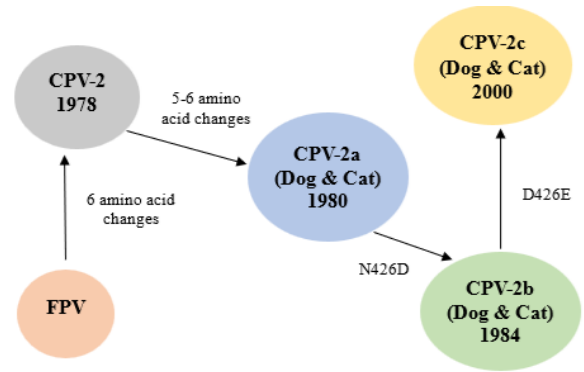 CPV-2
1978
5-6 amino
acid changes
CPV-2a
(Dog & Cat)
1980
CPV-2c
(Dog & Cat)
2000
6 amino acid
changes
FPV
N426D
D426E
CPV-2b
(Dog & Cat)
1984